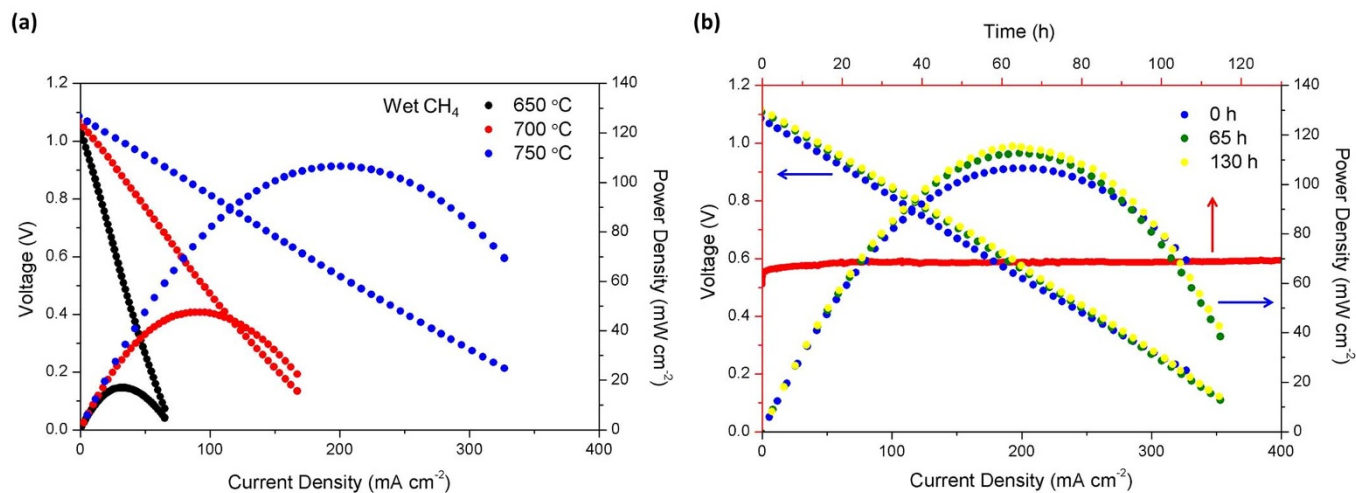 (a)
1.2
1.0
0.8
0.6
0.4
0.2
0.0
Voltage (V)
0
100
200
300
400
Current Density (mA cm⁻²)
140
120
100
80
60
40
20
0
Power Density (mW cm⁻²)
Wet CH₄
650 °C
700 °C
750 °C
(b)
Time (h)
0
20
40
60
80
100
120
1.2
1.0
0.8
0.6
0.4
0.2
0.0
Voltage (V)
0
100
200
300
400
Current Density (mA cm⁻²)
140
120
100
80
60
40
20
0
Power Density (mW cm⁻²)
0 h
65 h
130 h